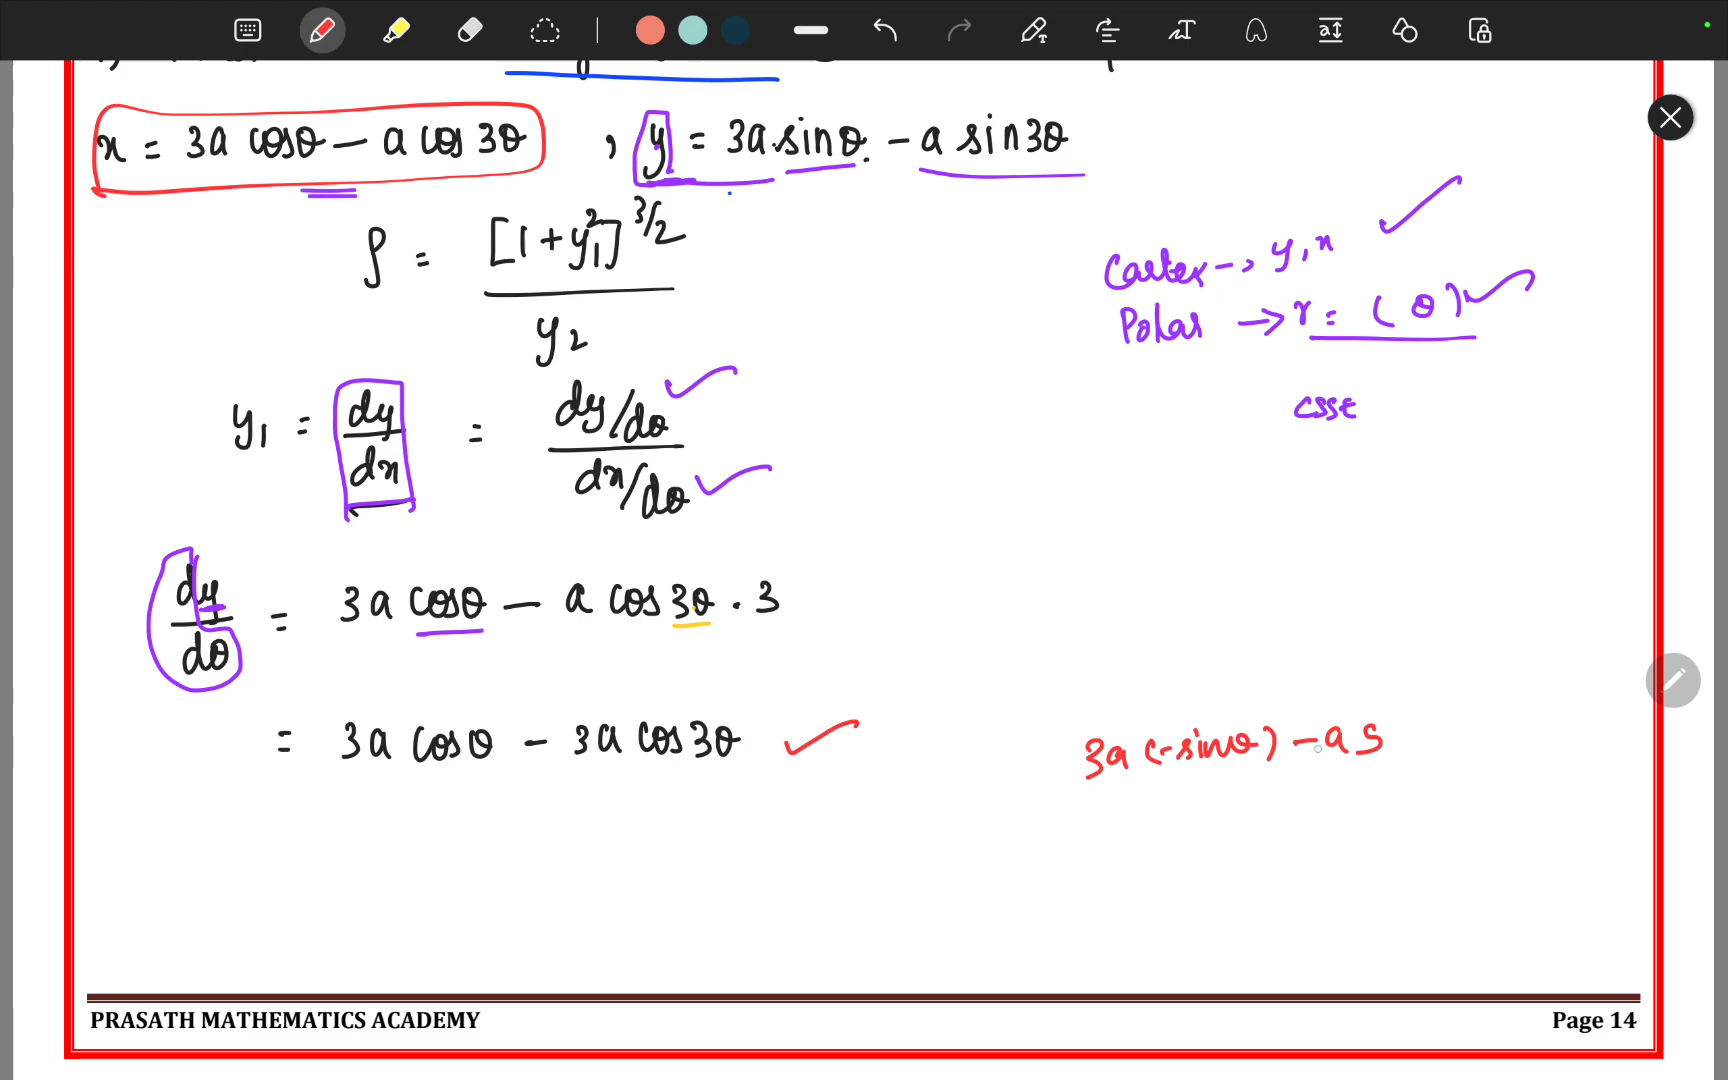 x = 3a cosθ – a cos 3θ , y = 3a·sinθ – a sin3θ
ρ = [1 + y₁²]^3/2
y₂
Cartex → y, x
Polar → r = (θ)
CSSE
y₁ = dy/dx = dy/dθ
dx/dθ
dy/dθ = 3a cosθ – a cos 3θ · 3
= 3a cosθ – 3a cos3θ
3a (-sinθ) – a S
PRASATH MATHEMATICS ACADEMY
Page 14